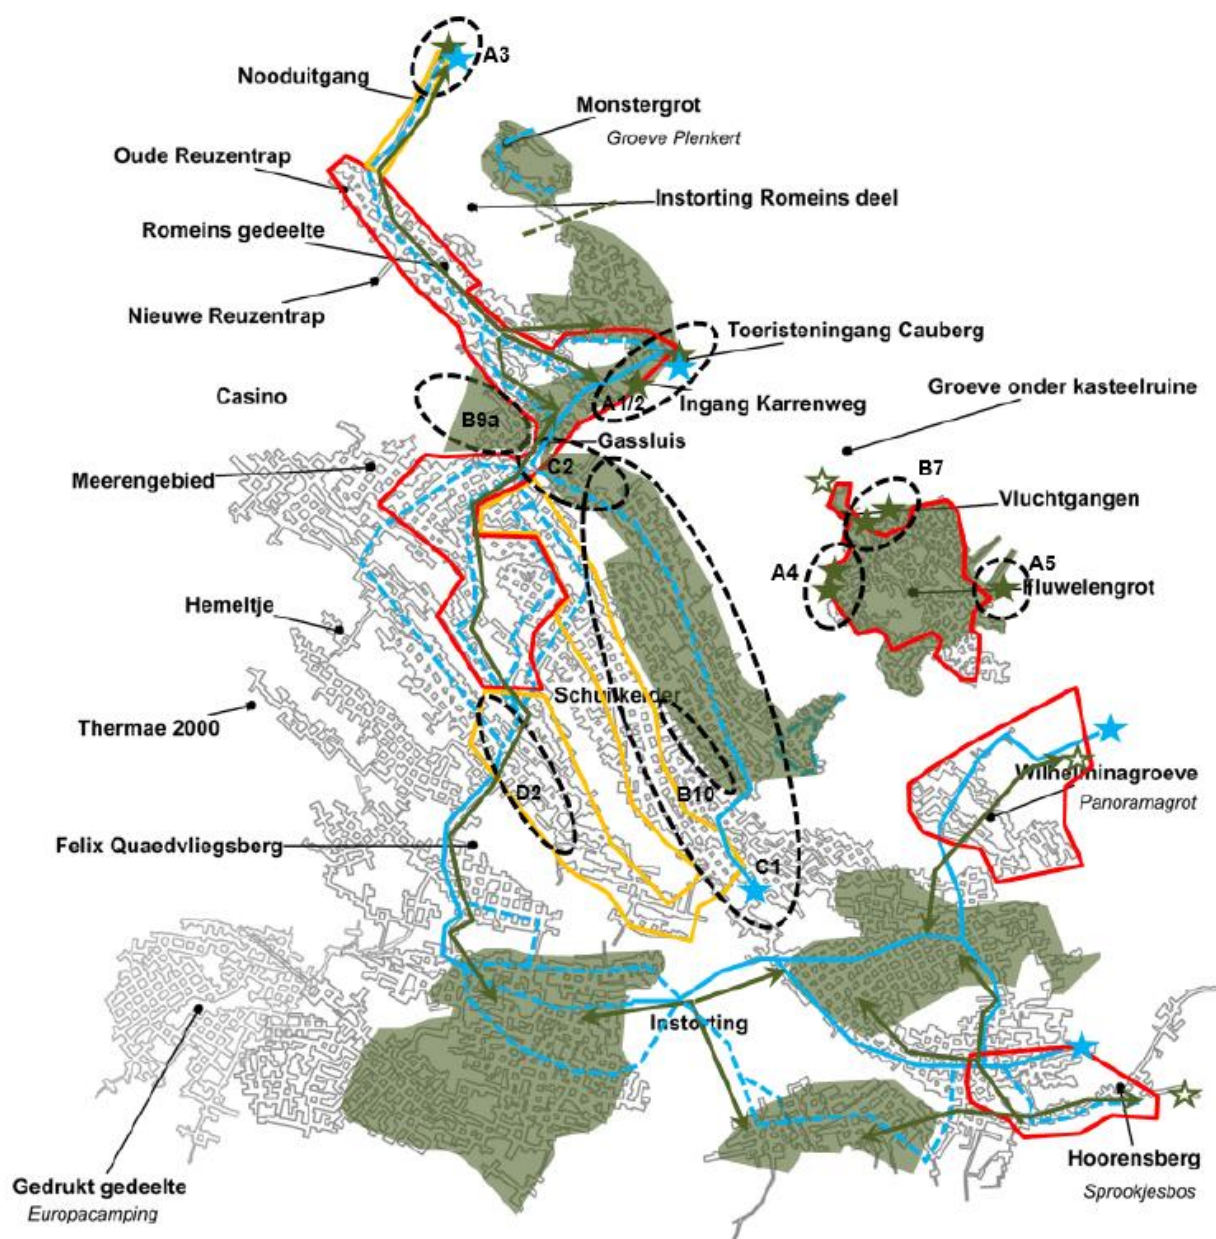 A3
Nooduitgang
Monstergrot
Groeve Plenkert
Oude Reuzentrap
Instorting Romeins deel
Romeins gedeelte
Nieuwe Reuzentrap
Toeristeningang Cauberg
Groeve onder kasteelruine
Casino
A1/2
Ingang Karrenweg
B9a
Gassluis
C2
B7
Meerengebied
Vluchtgangen
A4
A5
Fluwelengrot
Hemeltje
Schuilkelder
Thermae 2000
Wilhelminagroeve
D2
B10
Panoramagrot
Felix Quaedvliegsberg
C1
Instorting
Hoorensberg
Gedrukt gedeelte
Sprookjesbos
Europacamping